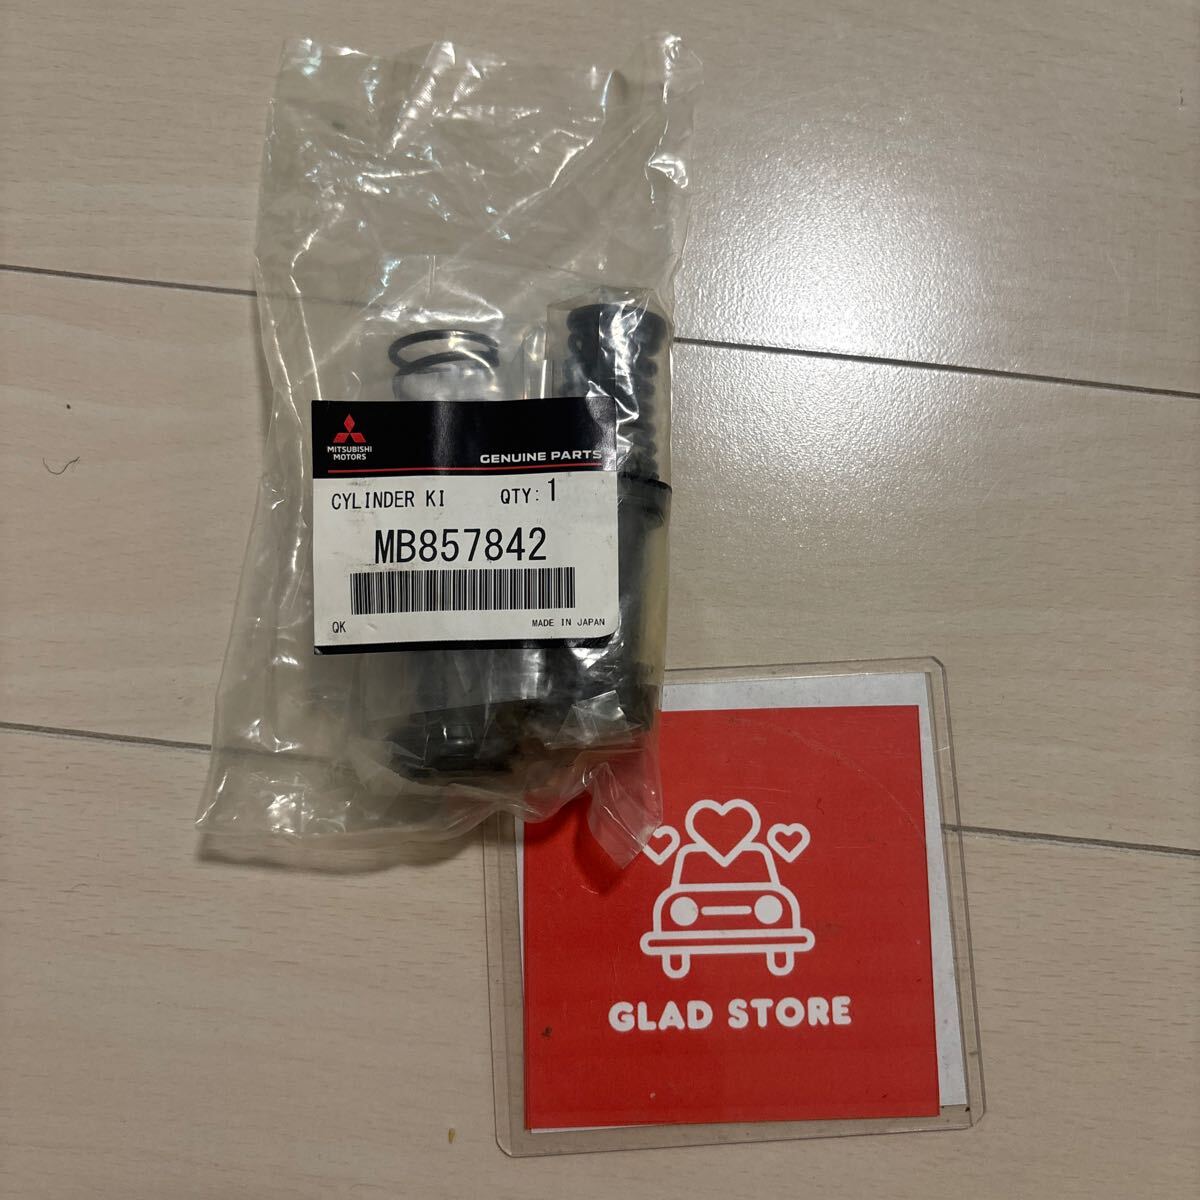 MITSUBISHI
MOTORS
GENUINE PARTS
CYLINDER KI QTY: 1
MB857842
QK MADE IN JAPAN
GLAD STORE